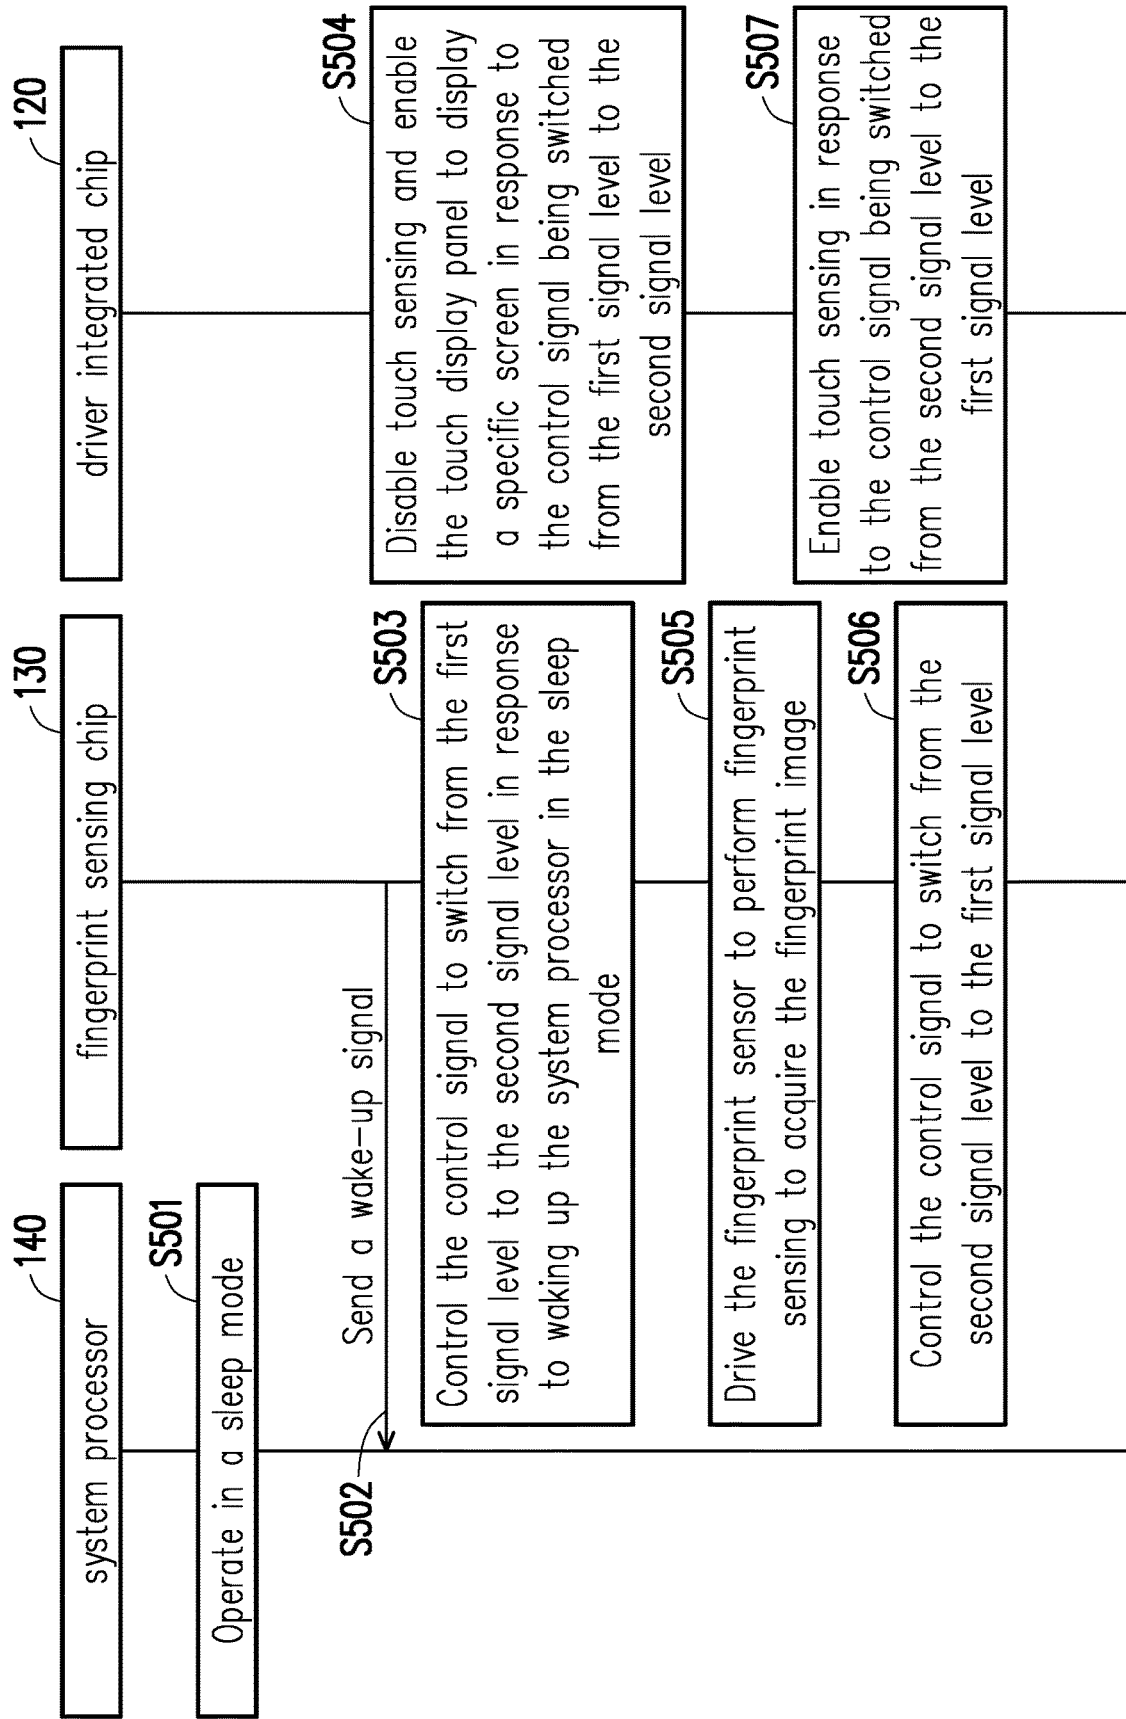 140
system processor
130
fingerprint sensing chip
120
driver integrated chip
S501
Operate in a sleep mode
S502
Send a wake-up signal
S503
Control the control signal to switch from the first
signal level to the second signal level in response
to waking up the system processor in the sleep
mode
S504
Disable touch sensing and enable
the touch display panel to display
a specific screen in response to
the control signal being switched
from the first signal level to the
second signal level
S505
Drive the fingerprint sensor to perform fingerprint
sensing to acquire the fingerprint image
S506
Control the control signal to switch from the
second signal level to the first signal level
S507
Enable touch sensing in response
to the control signal being switched
from the second signal level to the
first signal level